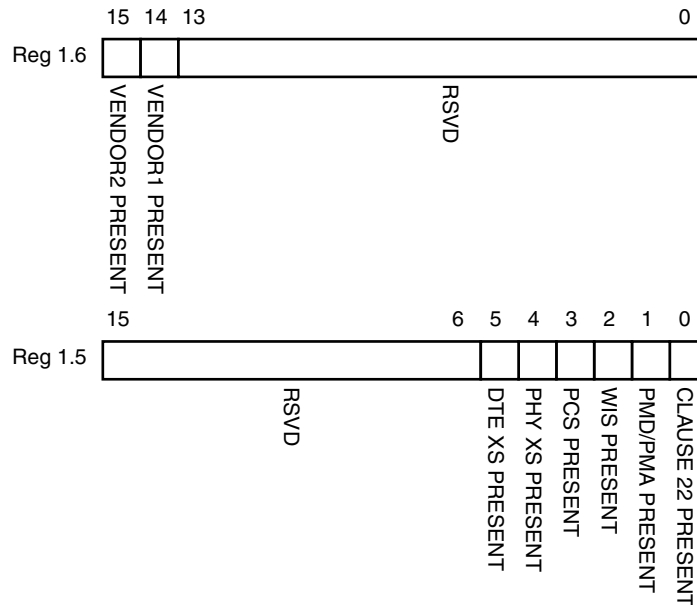 15 14 13 0
Reg 1.6
VENDOR2 PRESENT
VENDOR1 PRESENT
RSVD
15 6 5 4 3 2 1 0
Reg 1.5
RSVD
DTE XS PRESENT
PHY XS PRESENT
PCS PRESENT
WIS PRESENT
PMD/PMA PRESENT
CLAUSE 22 PRESENT